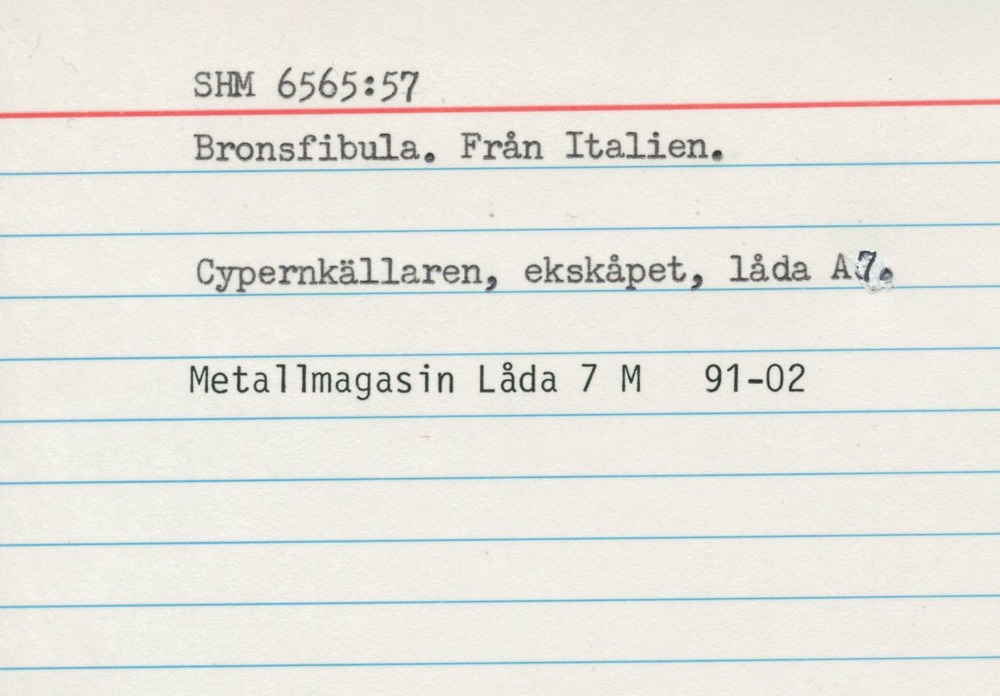 SHM 6565:57
Bronsfibula. Från Italien.
Cypernkällaren, ekskåpet, låda A7.
Metallmagasin Låda 7 M 91-02